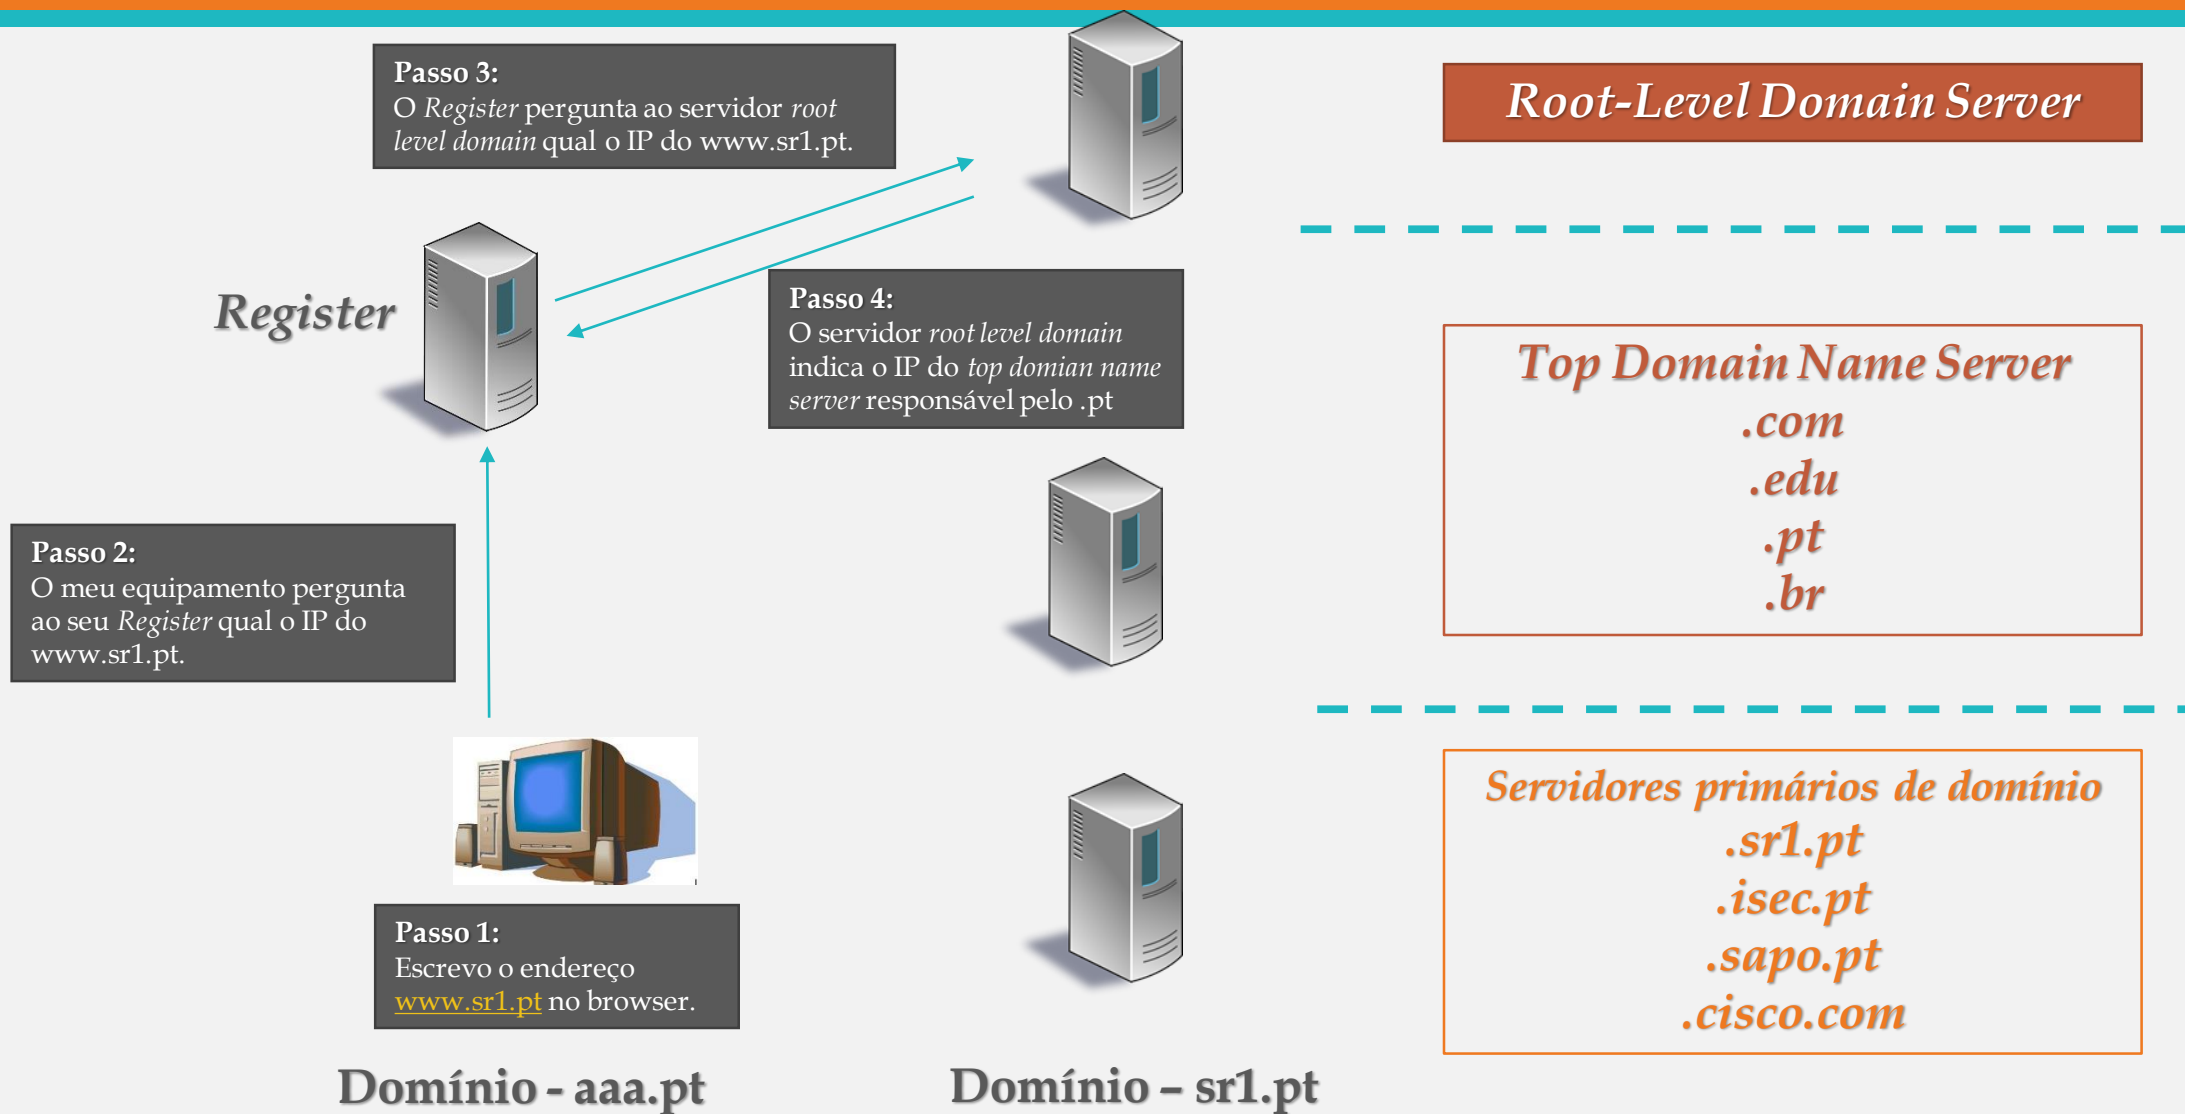 Passo 3:
O Register pergunta ao servidor root
level domain qual o IP do www.sr1.pt.
Root-Level Domain Server
Register
Passo 4:
O servidor root level domain
indica o IP do top domian name
server responsável pelo .pt
Top Domain Name Server
.com
.edu
.pt
.br
Passo 2:
O meu equipamento pergunta
ao seu Register qual o IP do
www.sr1.pt.
Servidores primários de domínio
.sr1.pt
.isec.pt
.sapo.pt
.cisco.com
Passo 1:
Escrevo o endereço
www.sr1.pt no browser.
Domínio - aaa.pt
Domínio – sr1.pt